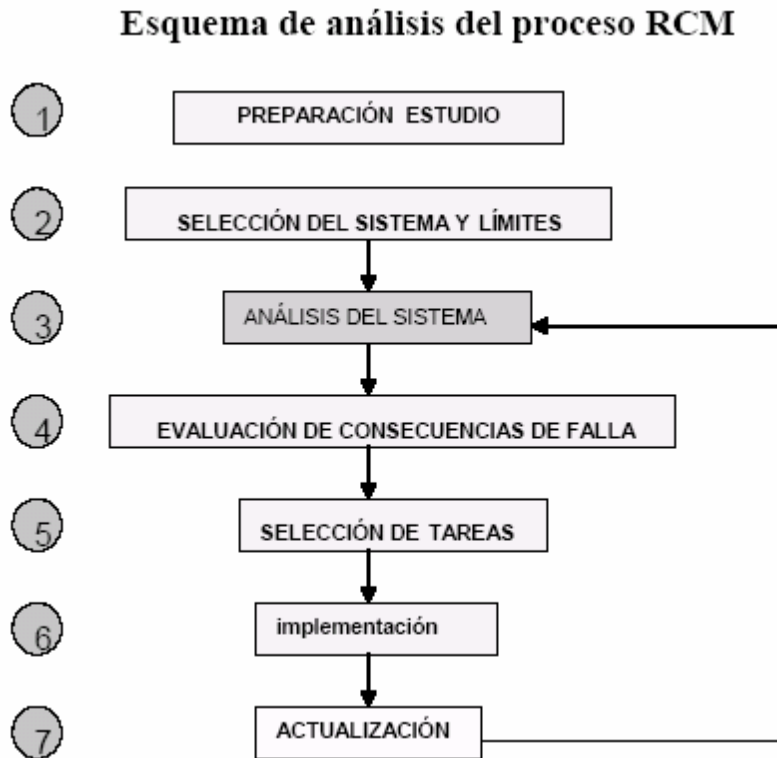 Esquema de análisis del proceso RCM
1 PREPARACIÓN ESTUDIO
2 SELECCIÓN DEL SISTEMA Y LÍMITES
3 ANÁLISIS DEL SISTEMA
4 EVALUACIÓN DE CONSECUENCIAS DE FALLA
5 SELECCIÓN DE TAREAS
6 implementación
7 ACTUALIZACIÓN